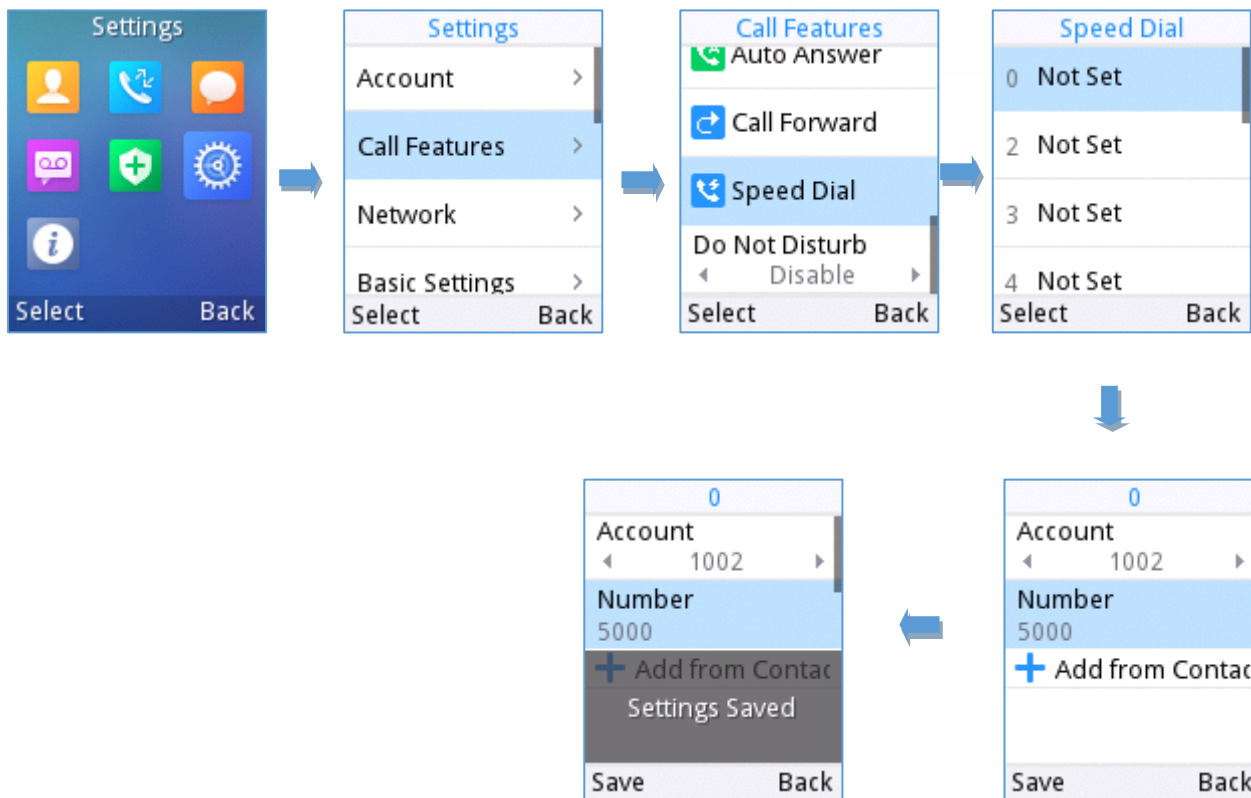 Settings
Select Back
Settings
Account
Call Features
Network
Basic Settings
Select Back
Call Features
Auto Answer
Call Forward
Speed Dial
Do Not Disturb
Disable
Select Back
Speed Dial
0 Not Set
2 Not Set
3 Not Set
4 Not Set
Select Back
0
Account
1002
Number
5000
Add from Contac
Settings Saved
Save Back
0
Account
1002
Number
5000
Add from Contac
Save Back